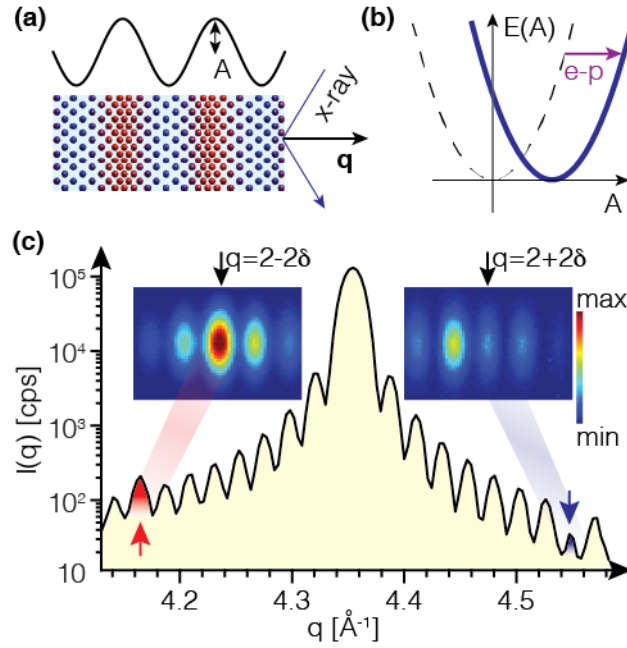 (a)
A
x-ray
q
(b)
E(A)
e-p
A
(c)
q=2-2δ
q=2+2δ
max
min
I(q) [cps]
10⁵
10⁴
10³
10²
10
4.2
4.3
4.4
4.5
q [Å⁻¹]